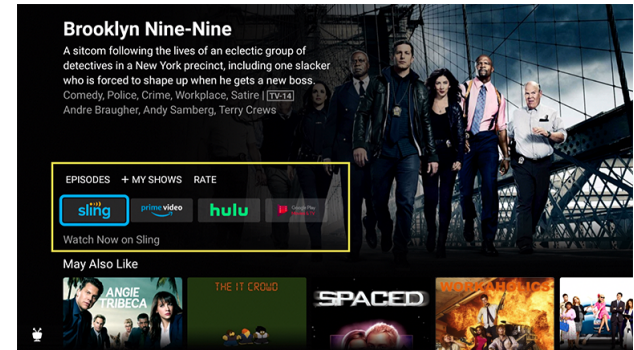 Brooklyn Nine-Nine
A sitcom following the lives of an eclectic group of
detectives in a New York precinct, including one slacker
who is forced to shape up when he gets a new boss.
Comedy, Police, Crime, Workplace, Satire | TV-14
Andre Braugher, Andy Samberg, Terry Crews
EPISODES + MY SHOWS RATE
sling prime video hulu Google Play
Watch Now on Sling
May Also Like
ANGIE
TRIBECA
THE IT CROWD
SPACED
WORKAHOLICS